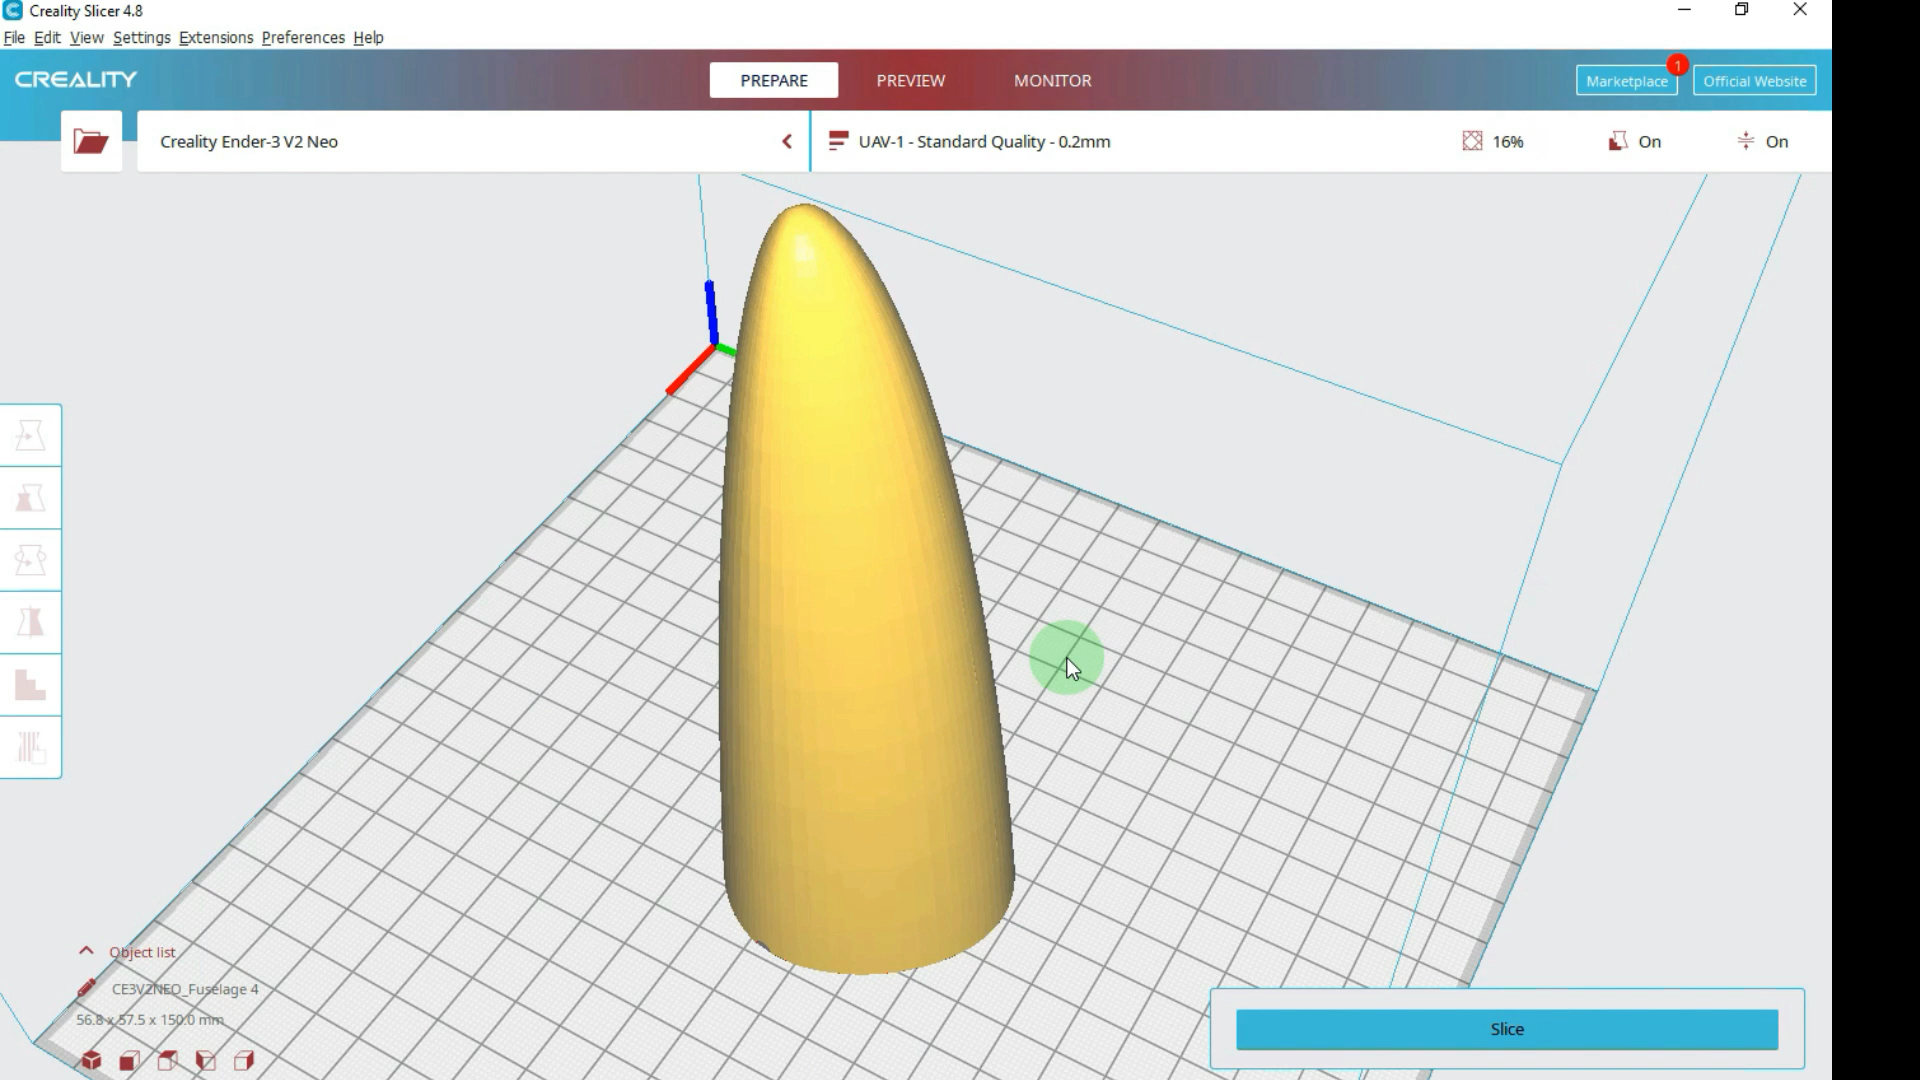 Creality Slicer 4.8
File Edit View Settings Extensions Preferences Help
CREALITY
PREPARE
PREVIEW
MONITOR
Marketplace
1
Official Website
Creality Ender-3 V2 Neo
UAV-1 - Standard Quality - 0.2mm
16%
On
On
Object list
CE3V2NEO_Fuselage 4
56.8 x 57.5 x 150.0 mm
Slice